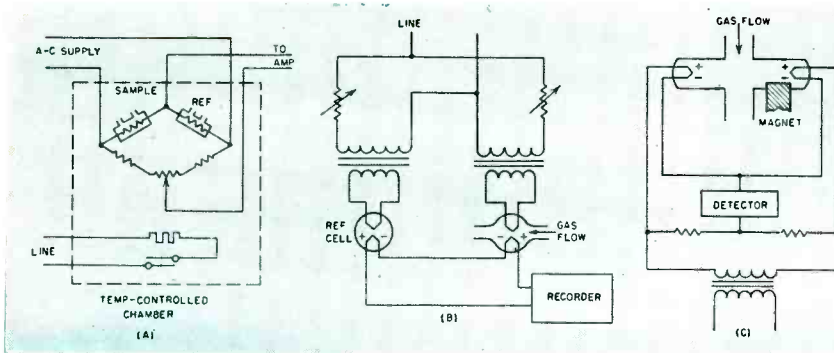 A-C SUPPLY
TO
AMP
SAMPLE
REF
LINE
TEMP-CONTROLLED
CHAMBER
(A)
LINE
REF
CELL
+ -
+
GAS
FLOW
RECORDER
(B)
GAS FLOW
+
-
+
-
MAGNET
DETECTOR
(C)